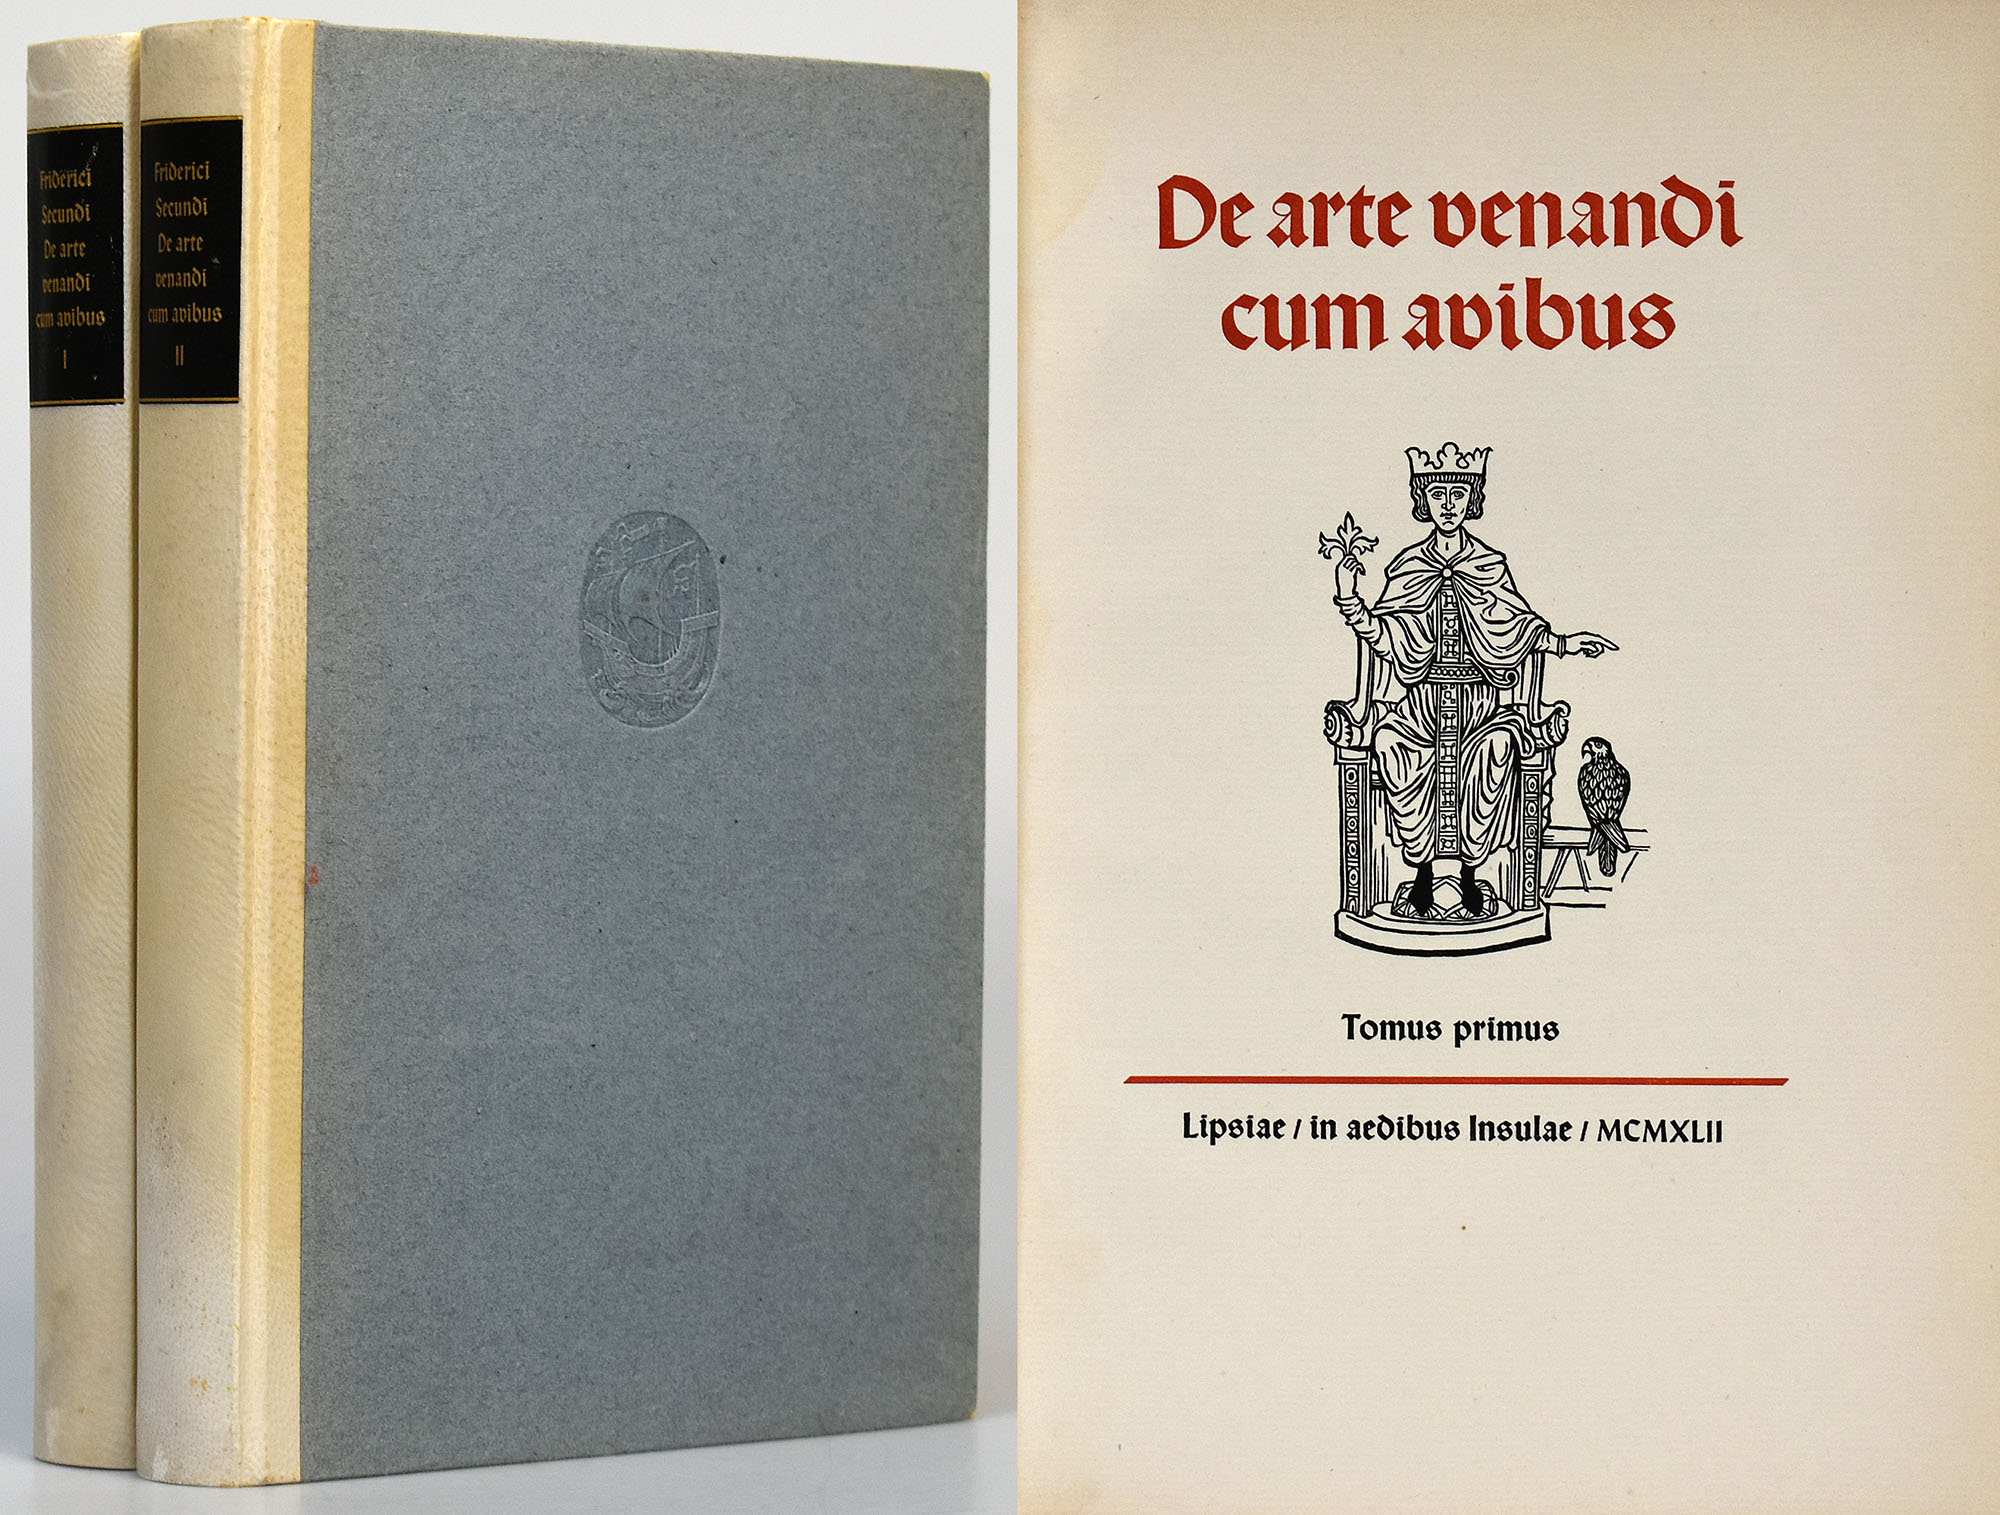 Friderici
Secundi
De arte
venandi
cum avibus
I
Friderici
Secundi
De arte
venandi
cum avibus
II
De arte venandi
cum avibus
Tomus primus
Lipsiae / in aedibus Insulae / MCMXLII